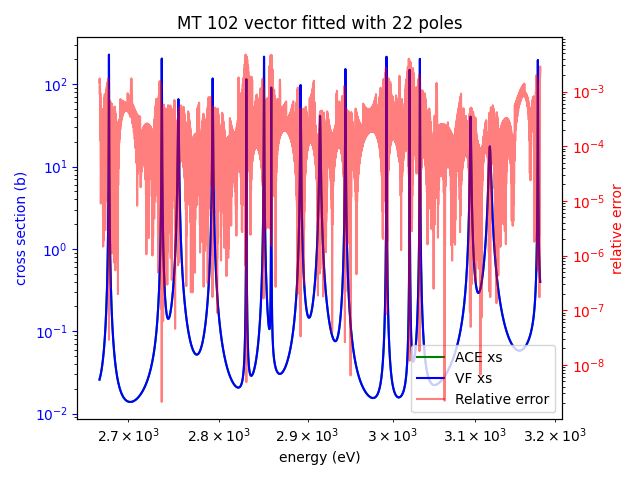 MT 102 vector fitted with 22 poles
cross section (b)
10²
10¹
10⁰
10⁻¹
10⁻²
10⁻³
10⁻⁴
10⁻⁵
10⁻⁶
10⁻⁷
10⁻⁸
relative error
ACE xs
VF xs
Relative error
2.7 × 10³ 2.8 × 10³ 2.9 × 10³ 3 × 10³ 3.1 × 10³ 3.2 × 10³
energy (eV)